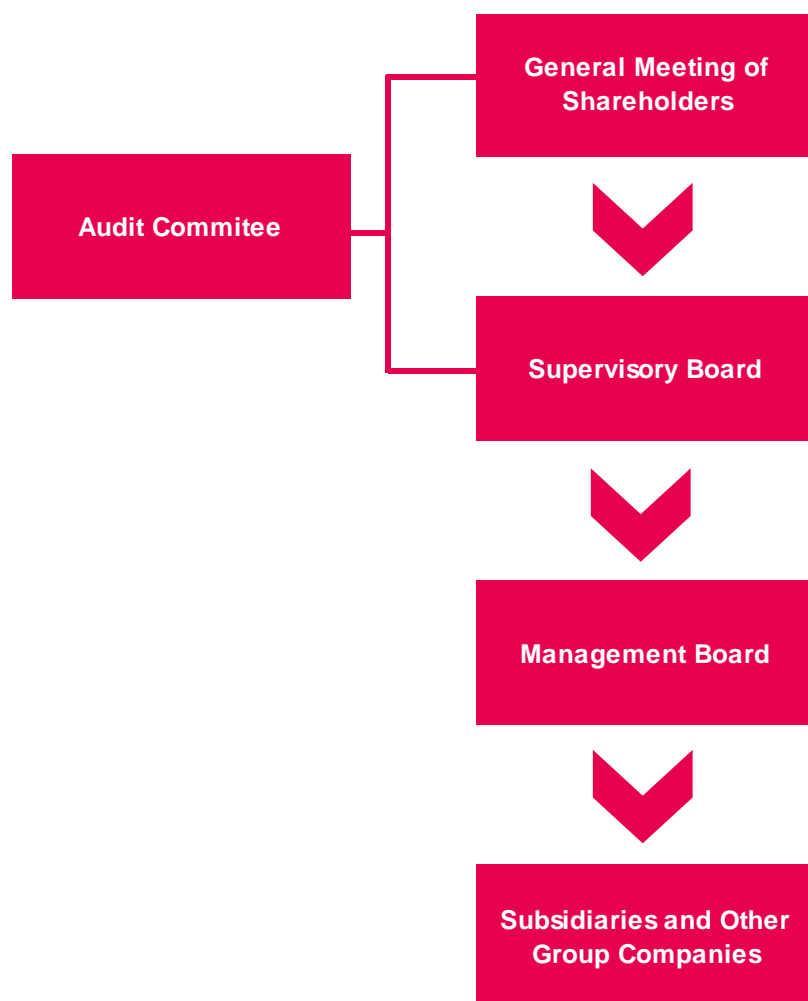 General Meeting of
Shareholders
Audit Commitee
Supervisory Board
Management Board
Subsidiaries and Other
Group Companies